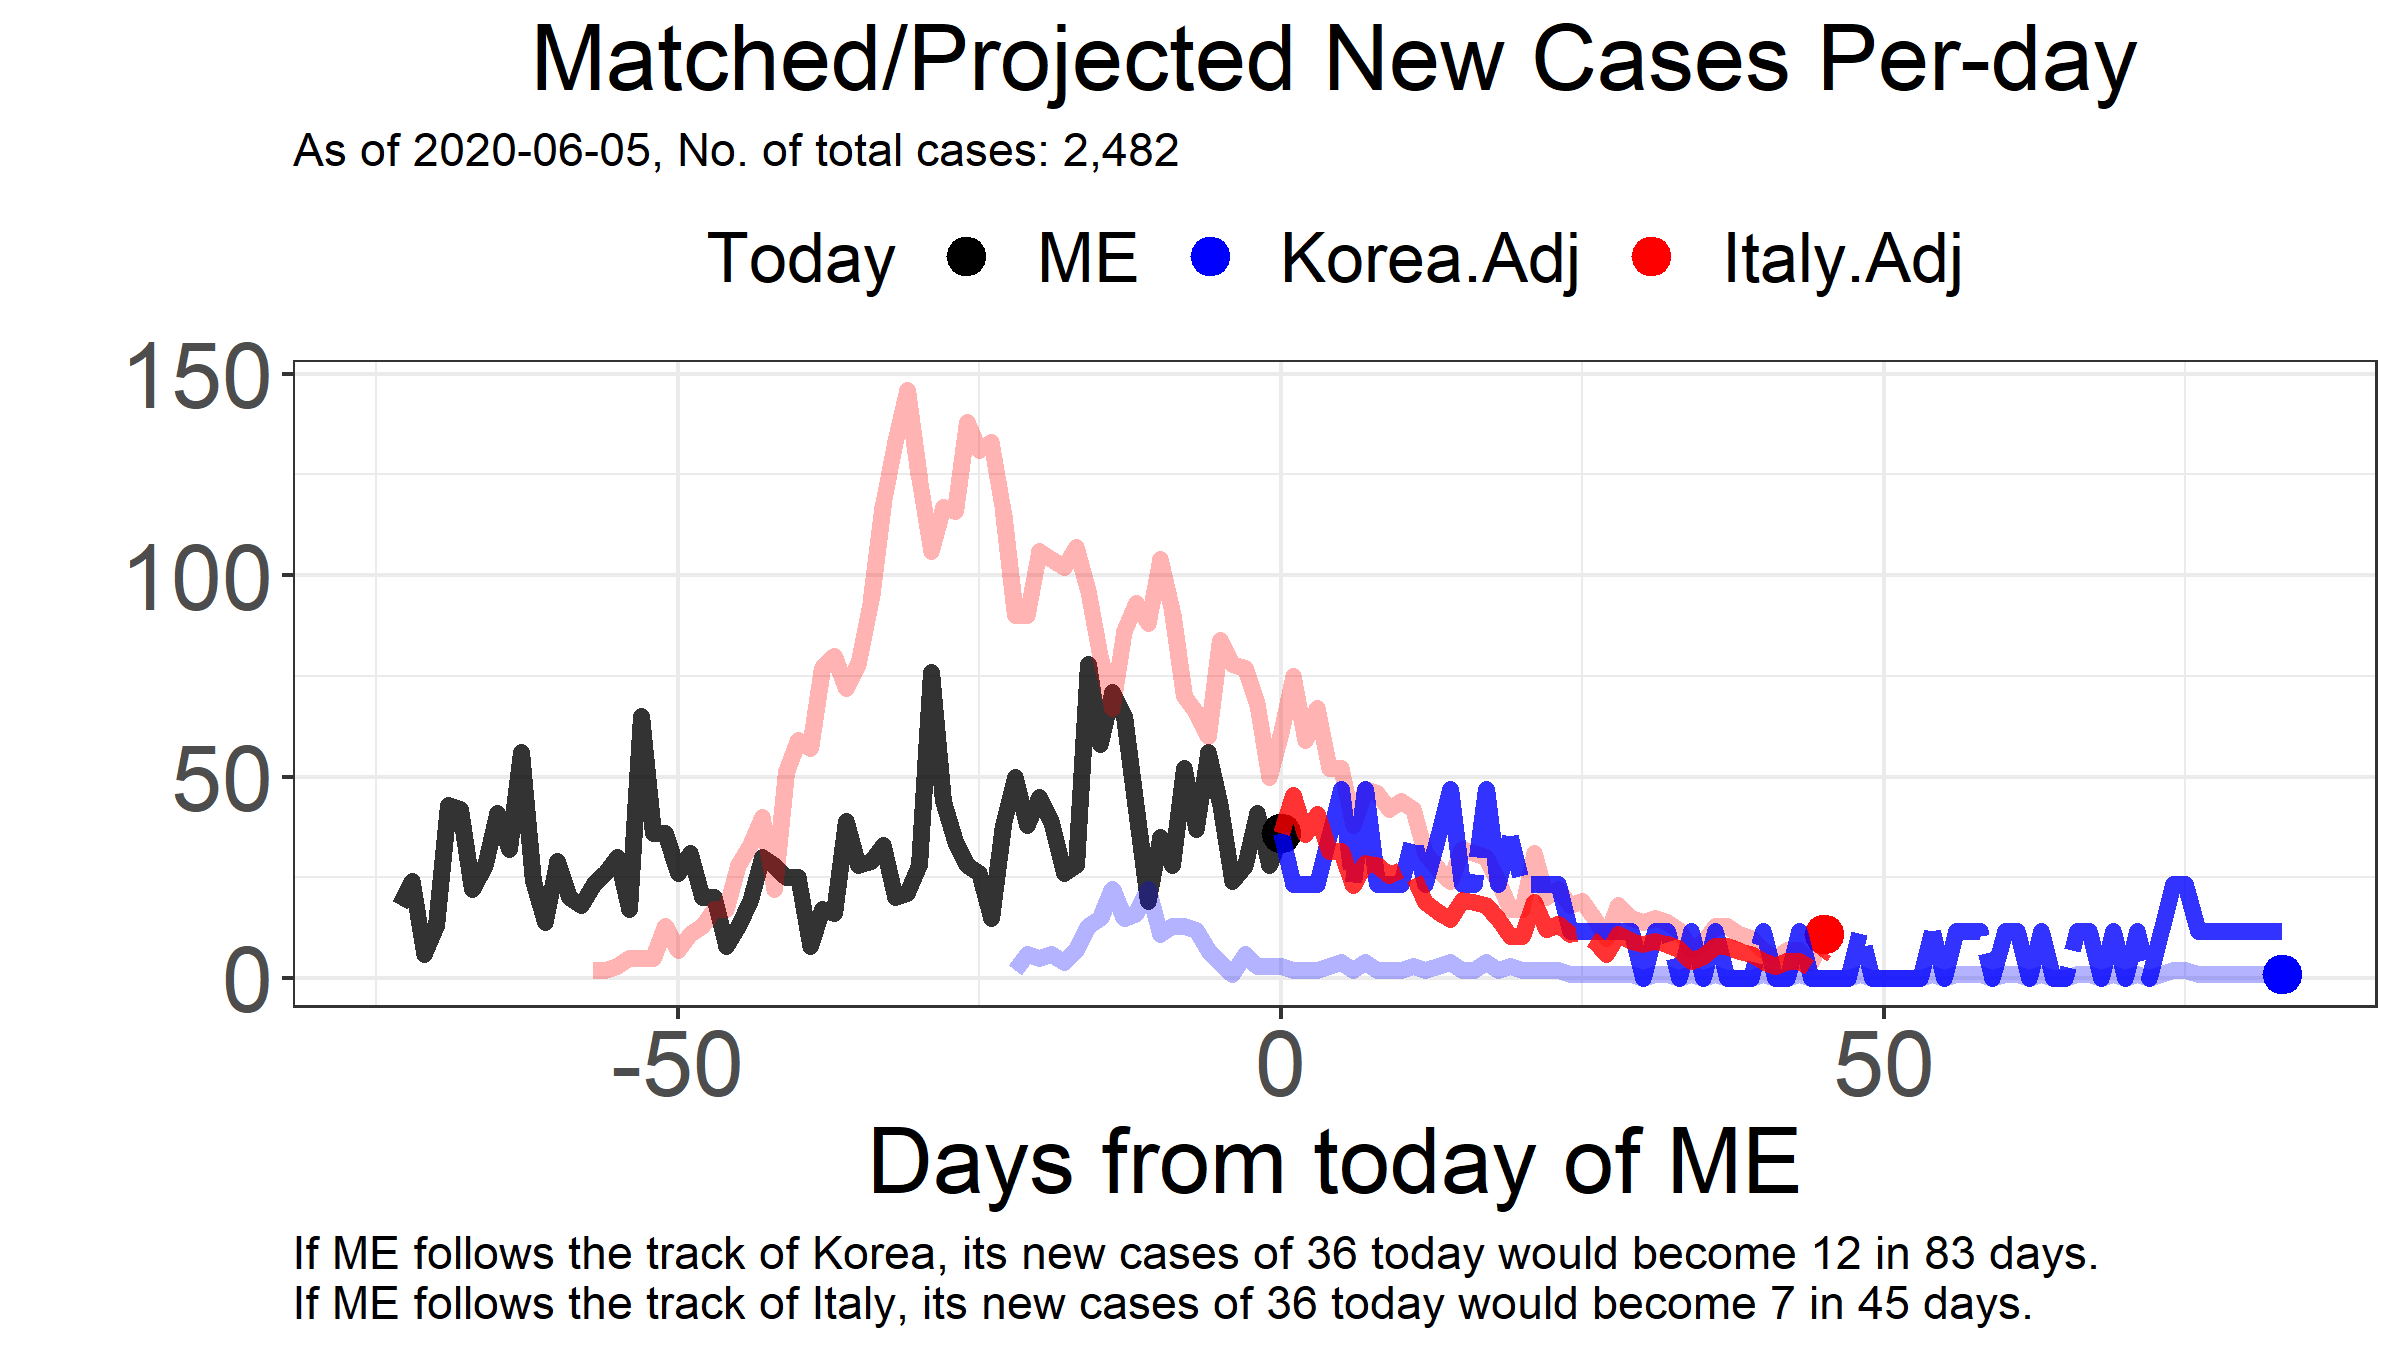 Matched/Projected New Cases Per-day
As of 2020-06-05, No. of total cases: 2,482
Today ME Korea.Adj Italy.Adj
150
100
50
0
-50 0 50
Days from today of ME
If ME follows the track of Korea, its new cases of 36 today would become 12 in 83 days.
If ME follows the track of Italy, its new cases of 36 today would become 7 in 45 days.